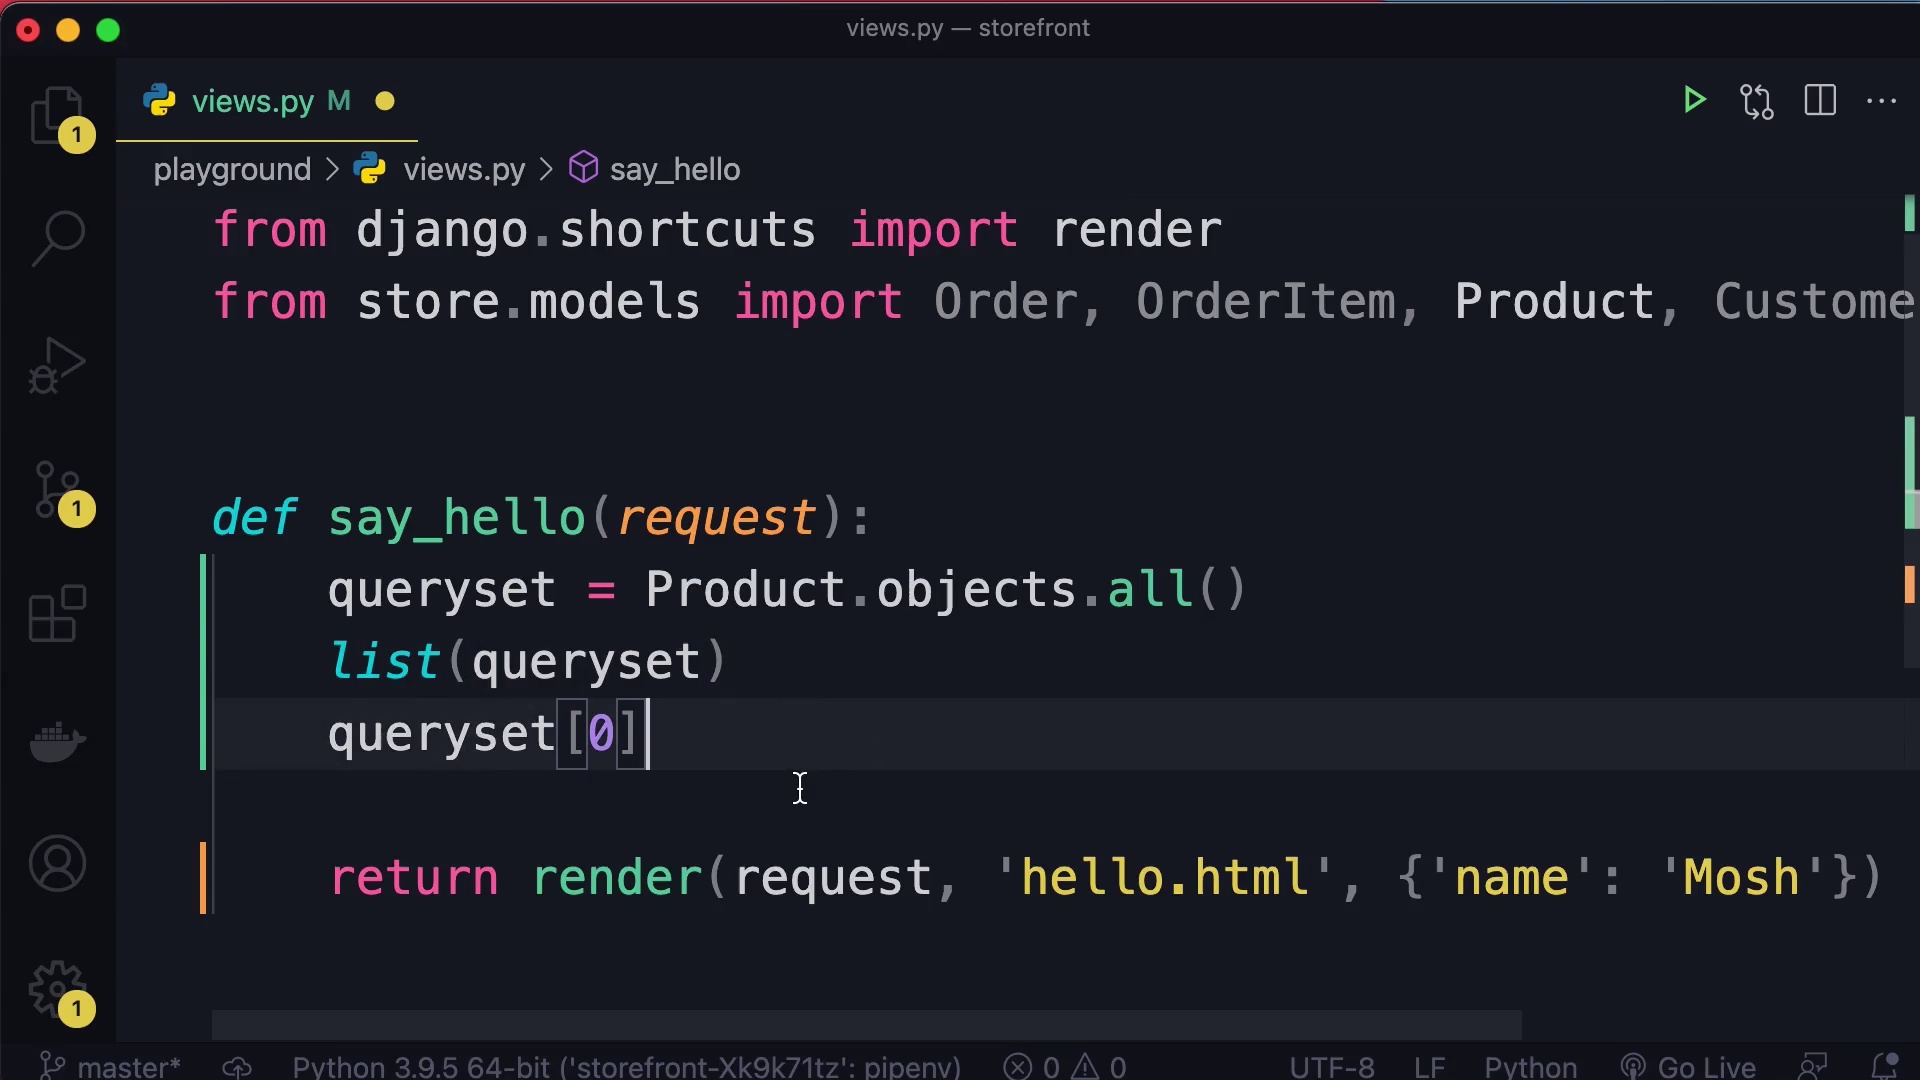 views.py — storefront
views.py M
playground > views.py > say_hello
from django.shortcuts import render
from store.models import Order, OrderItem, Product, Custome
def say_hello(request):
queryset = Product.objects.all()
list(queryset)
queryset[0]
return render(request, 'hello.html', {'name': 'Mosh'})
1
1
1
master* Python 3.9.5 64-bit ('storefront-Xk9k71tz': pipenv) 0 0 UTF-8 LF Python Go Live